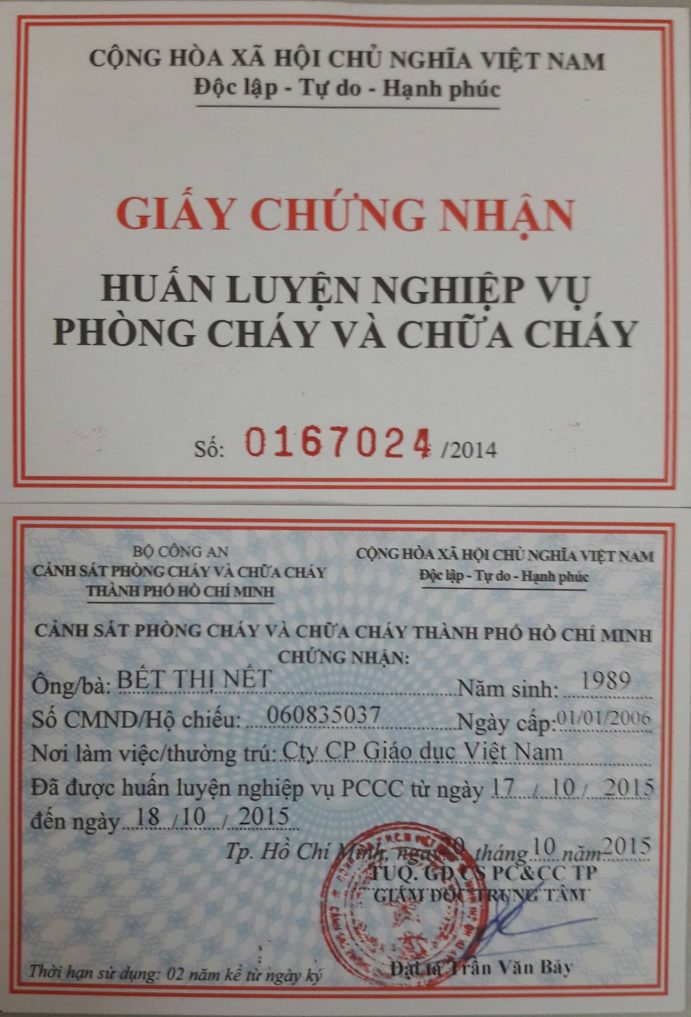 CỘNG HÒA XÃ HỘI CHỦ NGHĨA VIỆT NAM
Độc lập - Tự do - Hạnh phúc
GIẤY CHỨNG NHẬN
HUẤN LUYỆN NGHIỆP VỤ
PHÒNG CHÁY VÀ CHỮA CHÁY
Số: 0167024 /2014
BỘ CÔNG AN
CẢNH SÁT PHÒNG CHÁY VÀ CHỮA CHÁY
THÀNH PHỐ HỒ CHÍ MINH
CỘNG HÒA XÃ HỘI CHỦ NGHĨA VIỆT NAM
Độc lập - Tự do - Hạnh phúc
CẢNH SÁT PHÒNG CHÁY VÀ CHỮA CHÁY THÀNH PHỐ HỒ CHÍ MINH
CHỨNG NHẬN:
Ông/bà: BẾT THỊ NẾT Năm sinh: 1989
Số CMND/Hộ chiếu: 060835037 Ngày cấp: 01/01/2006
Nơi làm việc/thường trú: Cty CP Giáo dục Việt Nam
Đã được huấn luyện nghiệp vụ PCCC từ ngày 17 / 10 / 2015
đến ngày 18 / 10 / 2015
Tp. Hồ Chí Minh, ngày tháng 10 năm 2015
TUQ. GĐ CS PC&CC TP
GIÁM ĐỐC TRUNG TÂM
Đại tá Trần Văn Bảy
Thời hạn sử dụng: 02 năm kể từ ngày ký